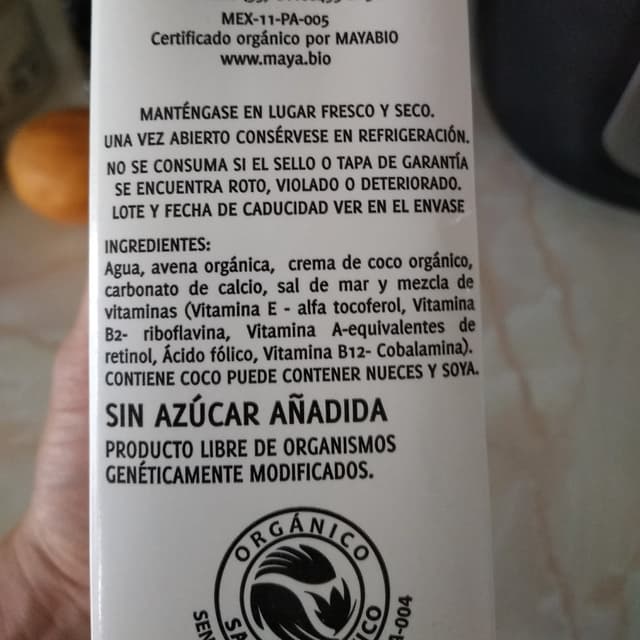 MEX-11-PA-005
Certificado orgánico por MAYABIO
www.maya.bio
MANTÉNGASE EN LUGAR FRESCO Y SECO.
UNA VEZ ABIERTO CONSÉRVESE EN REFRIGERACIÓN.
NO SE CONSUMA SI EL SELLO O TAPA DE GARANTÍA
SE ENCUENTRA ROTO, VIOLADO O DETERIORADO.
LOTE Y FECHA DE CADUCIDAD VER EN EL ENVASE
INGREDIENTES:
Agua, avena orgánica, crema de coco orgánico,
carbonato de calcio, sal de mar y mezcla de
vitaminas (Vitamina E - alfa tocoferol, Vitamina
B2- riboflavina, Vitamina A-equivalentes de
retinol, Ácido fólico, Vitamina B12- Cobalamina).
CONTIENE COCO PUEDE CONTENER NUECES Y SOYA.
SIN AZÚCAR AÑADIDA
PRODUCTO LIBRE DE ORGANISMOS
GENÉTICAMENTE MODIFICADOS.
ORGÁNICO